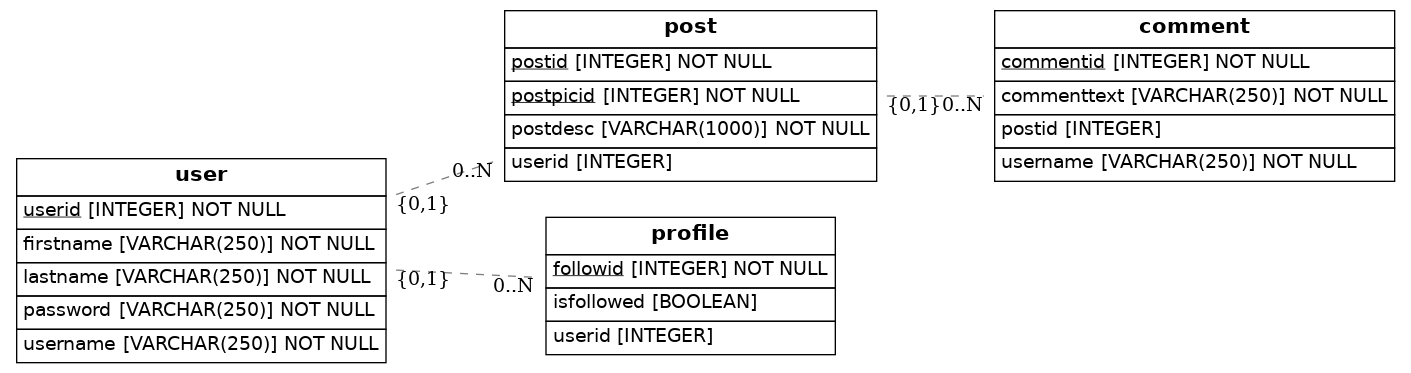 post
postid [INTEGER] NOT NULL
postpicid [INTEGER] NOT NULL
postdesc [VARCHAR(1000)] NOT NULL
userid [INTEGER]
comment
commentid [INTEGER] NOT NULL
commenttext [VARCHAR(250)] NOT NULL
postid [INTEGER]
username [VARCHAR(250)] NOT NULL
{0,1}
0..N
user
userid [INTEGER] NOT NULL
firstname [VARCHAR(250)] NOT NULL
lastname [VARCHAR(250)] NOT NULL
password [VARCHAR(250)] NOT NULL
username [VARCHAR(250)] NOT NULL
0..N
{0,1}
{0,1}
0..N
profile
followid [INTEGER] NOT NULL
isfollowed [BOOLEAN]
userid [INTEGER]